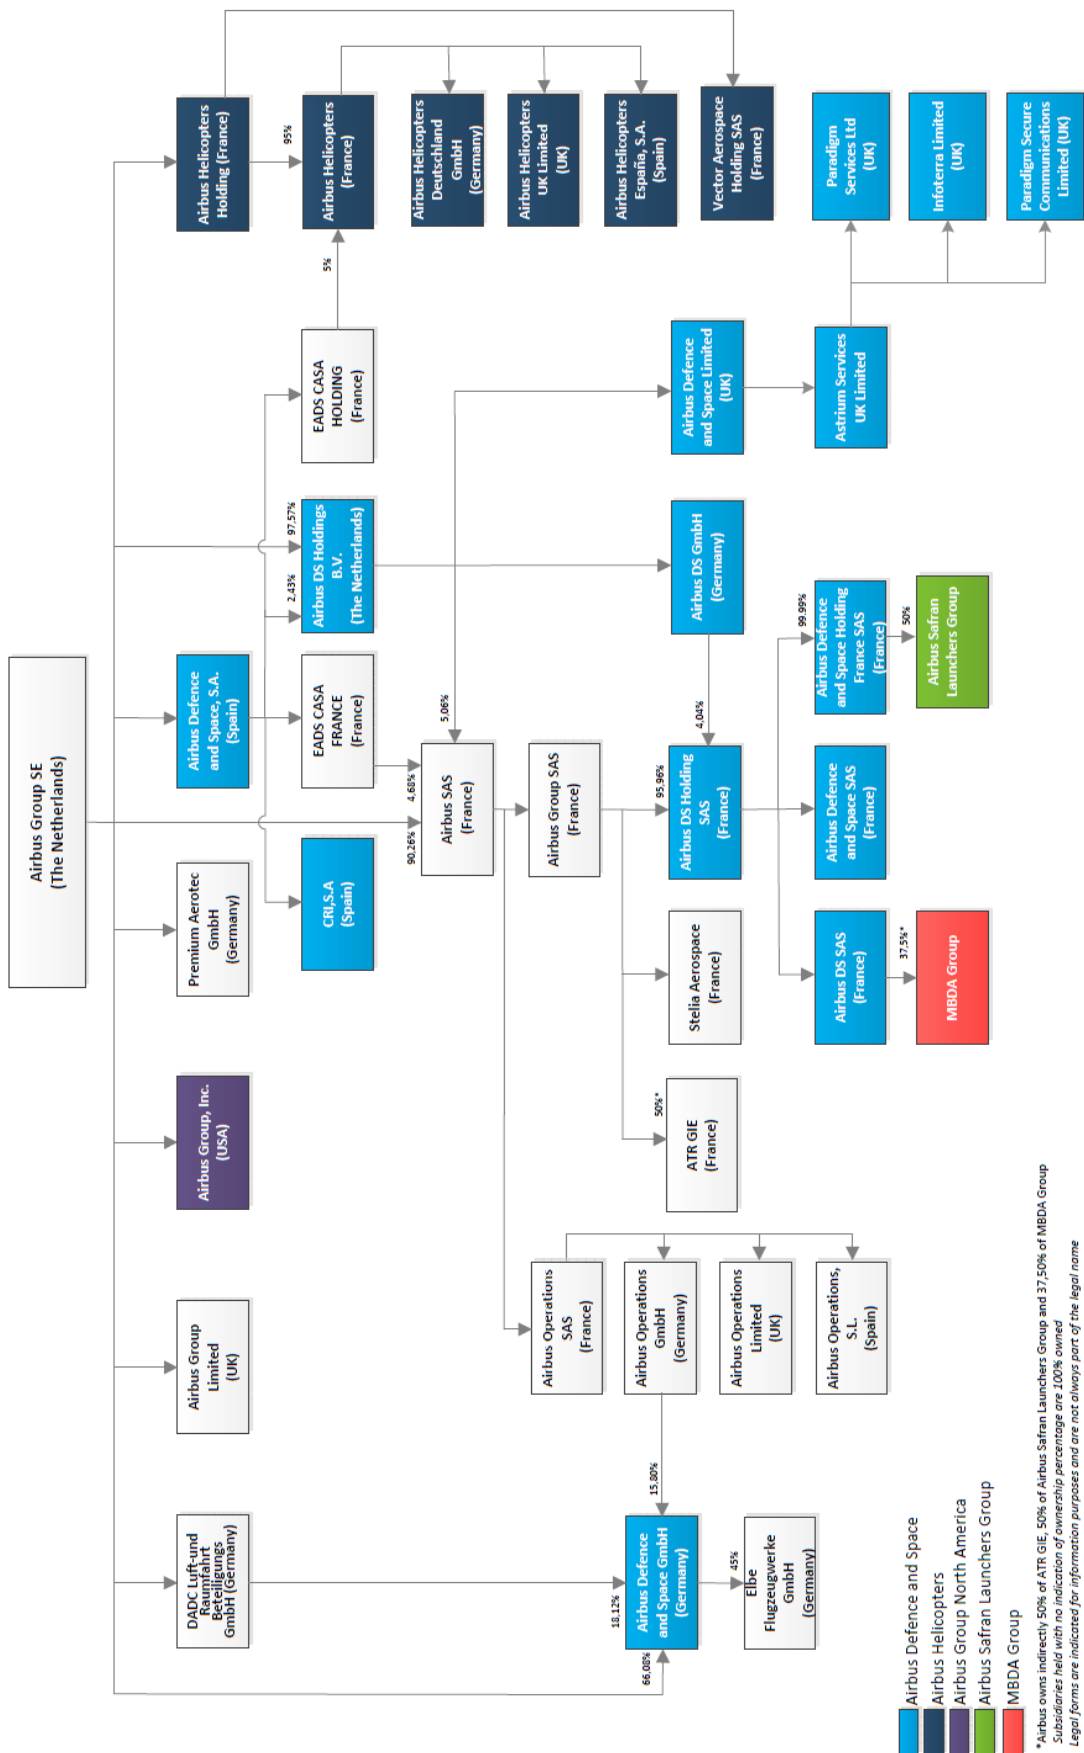 Airbus Group SE
(The Netherlands)
DADC Luft-und
Raumfahrt
Beteiligungs
GmbH (Germany)
Airbus Group
Limited
(UK)
Airbus Group, Inc.
(USA)
Premium Aerotec
GmbH
(Germany)
Airbus Defence
and Space, S.A.
(Spain)
Airbus Helicopters
Holding (France)
CRI,S.A
(Spain)
EADS CASA
FRANCE
(France)
2,43%
97,57%
Airbus DS Holdings
B.V.
(The Netherlands)
EADS CASA
HOLDING
(France)
5%
95%
Airbus Helicopters
(France)
90,26%
4,68%
5,06%
Airbus SAS
(France)
Airbus Helicopters
Deutschland
GmbH
(Germany)
Airbus Operations
SAS
(France)
Airbus Group SAS
(France)
Airbus Helicopters
UK Limited
(UK)
18,12%
66,08%
15,80%
Airbus Defence
and Space GmbH
(Germany)
Airbus Operations
GmbH
(Germany)
50%*
ATR GIE
(France)
Stelia Aerospace
(France)
95,96%
4,04%
Airbus DS Holding
SAS
(France)
Airbus DS GmbH
(Germany)
Airbus Defence
and Space Limited
(UK)
Airbus Helicopters
España, S.A.
(Spain)
45%
Elbe
Flugzeugwerke
GmbH
(Germany)
Airbus Operations
Limited
(UK)
Vector Aerospace
Holding SAS
(France)
Airbus Operations,
S.L.
(Spain)
Airbus DS SAS
(France)
Airbus Defence
and Space SAS
(France)
99.99%
Airbus Defence
and Space Holding
France SAS
(France)
Astrium Services
UK Limited
Paradigm
Services Ltd
(UK)
37,5%*
MBDA Group
50%
Airbus Safran
Launchers Group
Infoterra Limited
(UK)
Paradigm Secure
Communications
Limited (UK)
Airbus Defence and Space
Airbus Helicopters
Airbus Group North America
Airbus Safran Launchers Group
MBDA Group
*Airbus owns indirectly 50% of ATR GIE, 50% of Airbus Safran Launchers Group and 37,50% of MBDA Group
Subsidiaries held with no indication of ownership percentage are 100% owned
Legal forms are indicated for information purposes and are not always part of the legal name